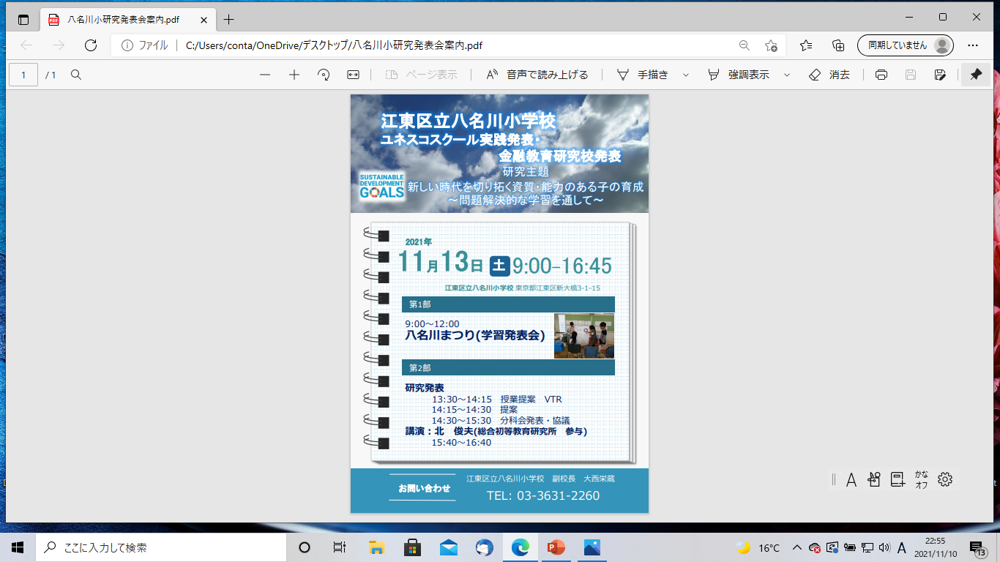 八名川小研究発表会案内.pdf
ファイル
C:/Users/conta/OneDrive/デスクトップ/八名川小研究発表会案内.pdf
同期していません
1 / 1
ページ表示
音声で読み上げる
手描き
強調表示
消去
江東区立八名川小学校
ユネスコスクール実践発表・
金融教育研究校発表
研究主題
新しい時代を切り拓く資質・能力のある子の育成
～問題解決的な学習を通して～
SUSTAINABLE
DEVELOPMENT
GOALS
2021年
11月13日 土 9:00-16:45
江東区立八名川小学校 東京都江東区新大橋3-1-15
第1部
9:00～12:00
八名川まつり(学習発表会)
第2部
研究発表
13:30～14:15 授業提案 VTR
14:15～14:30 提案
14:30～15:30 分科会発表・協議
講演：北 俊夫(総合初等教育研究所 参与)
15:40～16:40
お問い合わせ
江東区立八名川小学校 副校長 大西栄蔵
TEL: 03-3631-2260
A
かな
オフ
ここに入力して検索
16°C
A
22:55
2021/11/10
13